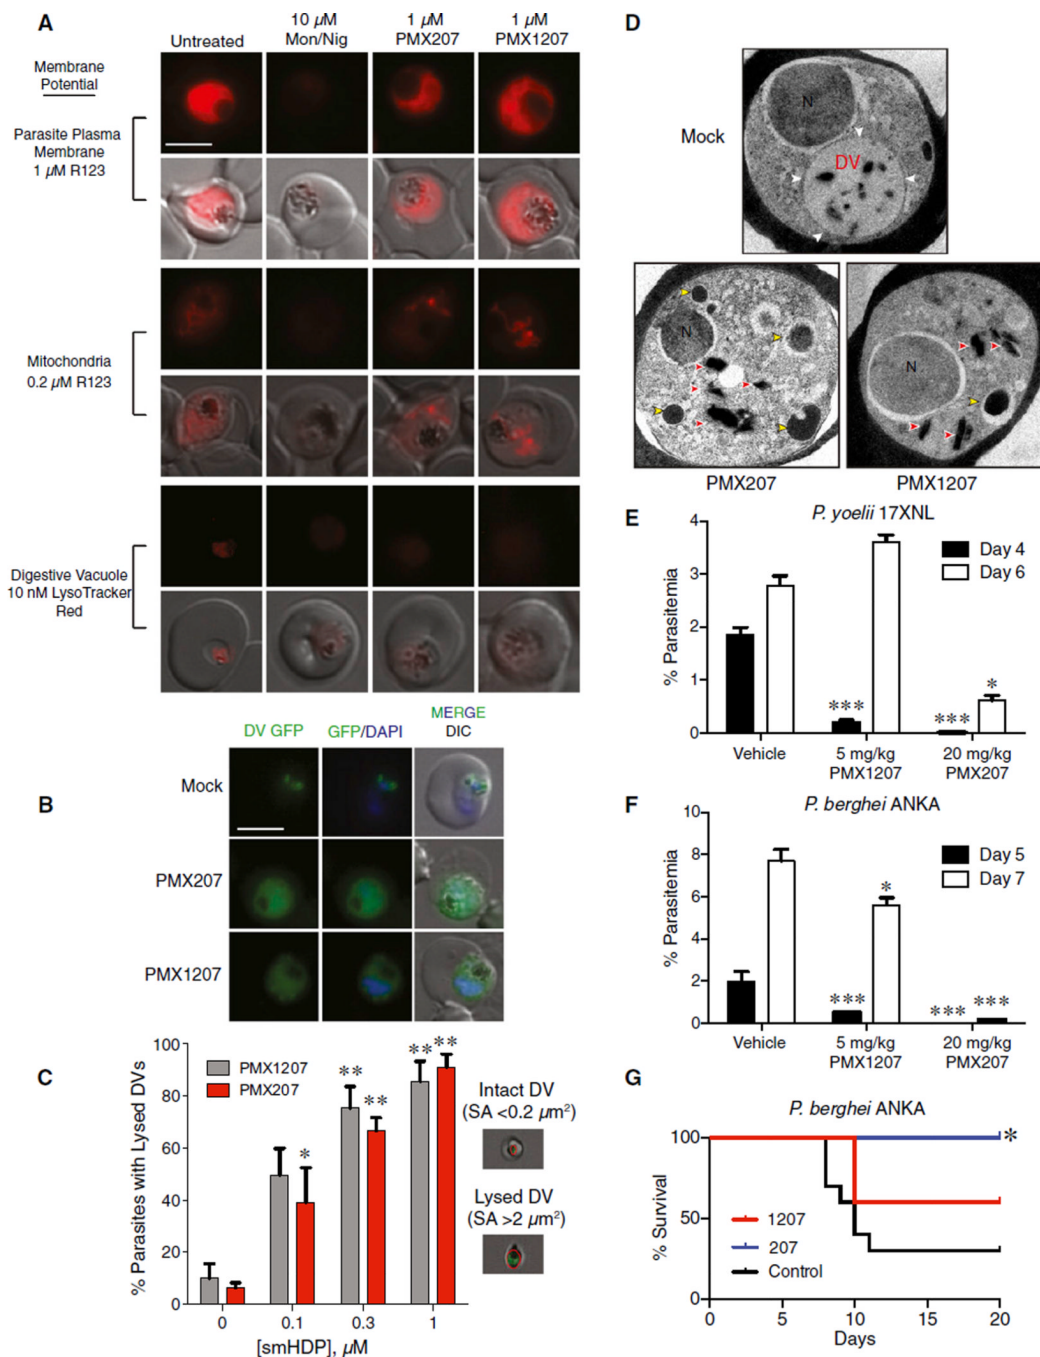 A
Untreated
10 µM
Mon/Nig
1 µM
PMX207
1 µM
PMX1207
Membrane
Potential
Parasite Plasma
Membrane
1 µM R123
Mitochondria
0.2 µM R123
Digestive Vacuole
10 nM LysoTracker
Red
B
DV GFP
GFP/DAPI
MERGE
DIC
Mock
PMX207
PMX1207
C
% Parasites with Lysed DVs
100
80
60
40
20
0
PMX1207
PMX207
*
**
**
**
**
0
0.1
0.3
1
[smHDP], µM
Intact DV
(SA <0.2 µm²)
Lysed DV
(SA >2 µm²)
D
Mock
N
DV
N
N
PMX207
PMX1207
E
P. yoelii 17XNL
% Parasitemia
4
3
2
1
0
Day 4
Day 6
***
***
*
Vehicle
5 mg/kg
PMX1207
20 mg/kg
PMX207
F
P. berghei ANKA
% Parasitemia
10
8
6
4
2
0
Day 5
Day 7
***
*
***
***
Vehicle
5 mg/kg
PMX1207
20 mg/kg
PMX207
G
P. berghei ANKA
% Survival
100
50
0
*
1207
207
Control
0
5
10
15
20
Days